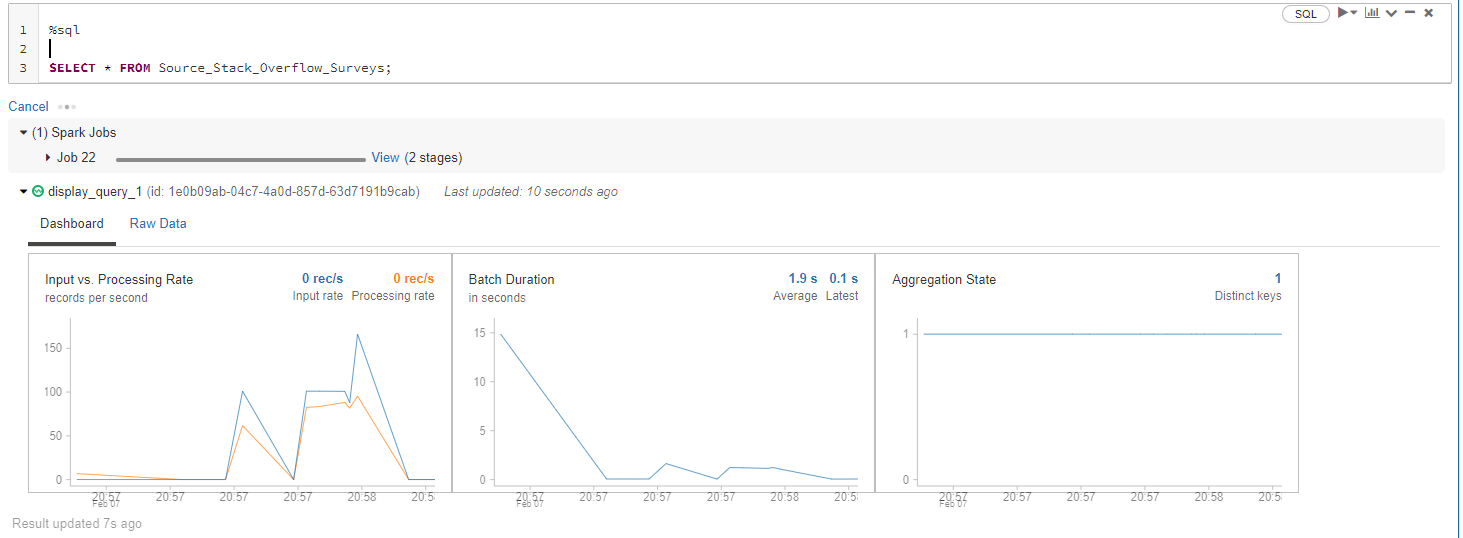 SQL
1 %sql
2
3 SELECT * FROM Source_Stack_Overflow_Surveys;
Cancel
(1) Spark Jobs
Job 22 View (2 stages)
display_query_1 (id: 1e0b09ab-04c7-4a0d-857d-63d7191b9cab) Last updated: 10 seconds ago
Dashboard Raw Data
Input vs. Processing Rate 0 rec/s 0 rec/s
records per second Input rate Processing rate
150
100
50
0
20:57 20:57 20:57 20:57 20:58 20:5
Feb 07
Batch Duration 1.9 s 0.1 s
in seconds Average Latest
15
10
5
0
20:57 20:57 20:57 20:57 20:58 20:5
Feb 07
Aggregation State 1
Distinct keys
1
0
20:57 20:57 20:57 20:57 20:58 20:5
Feb 07
Result updated 7s ago